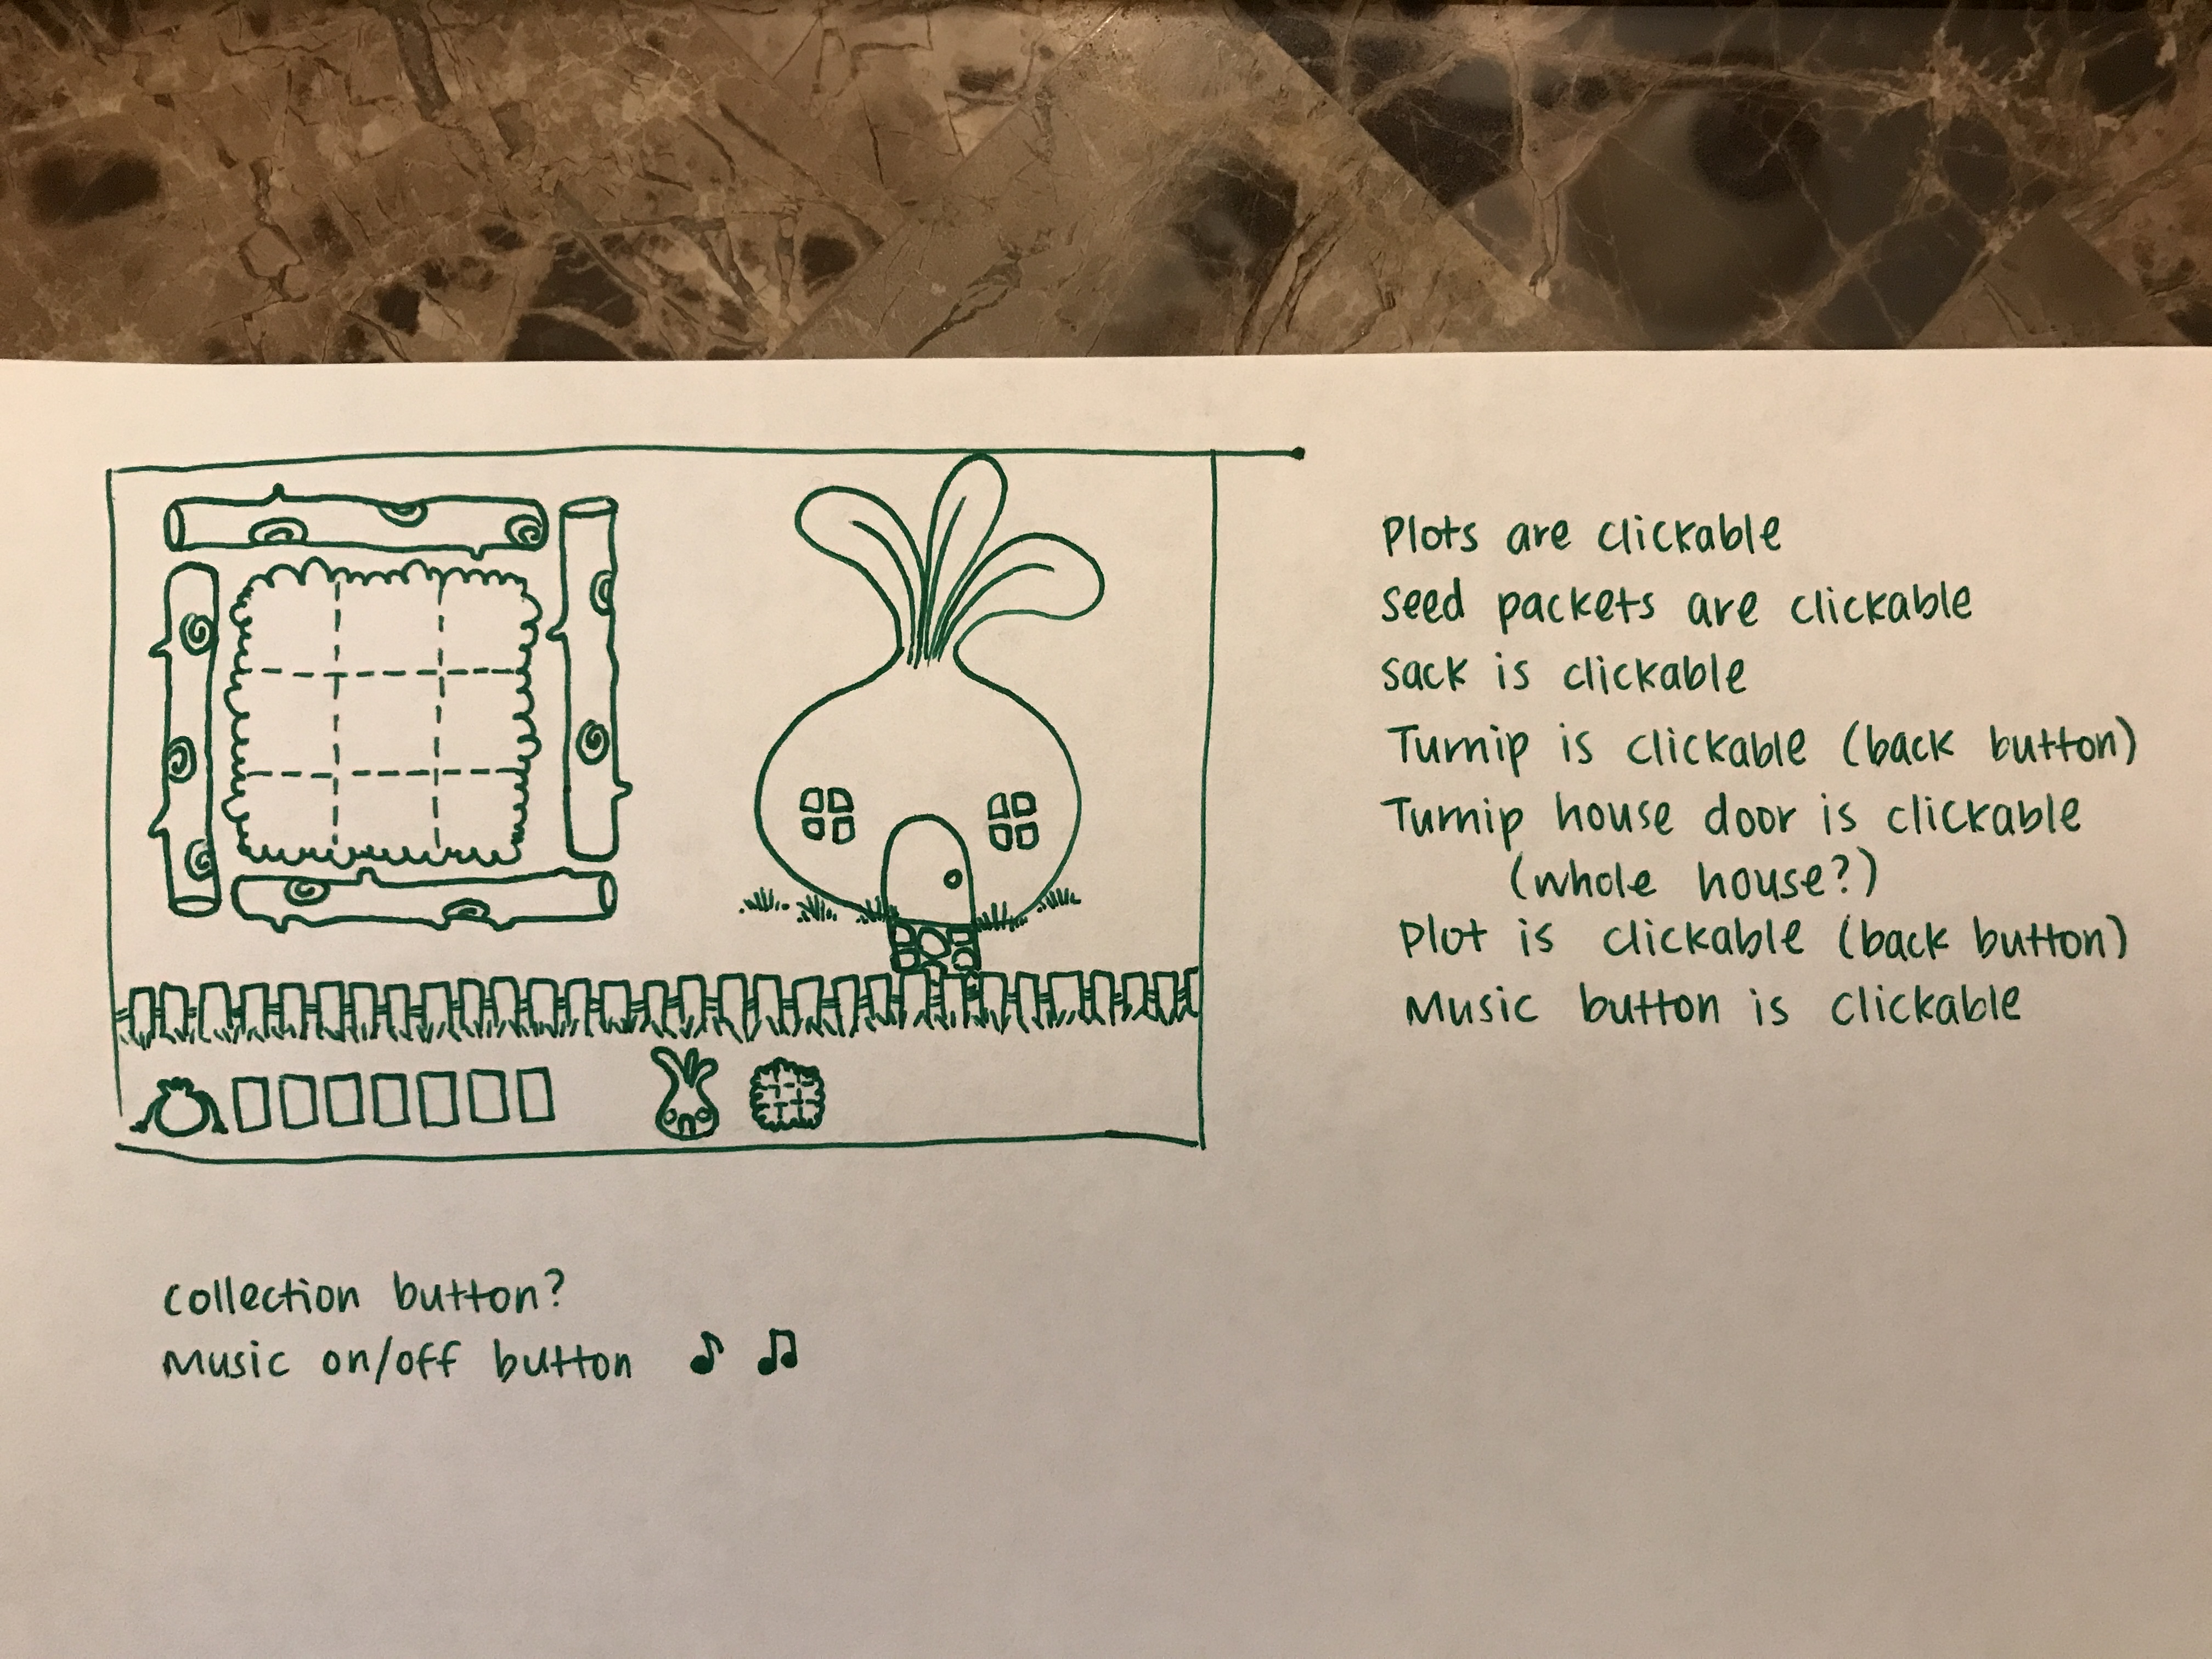 Plots are clickable
seed packets are clickable
sack is clickable
Turnip is clickable (back button)
Turnip house door is clickable
(whole house?)
Plot is clickable (back button)
Music button is clickable
collection button?
Music on/off button